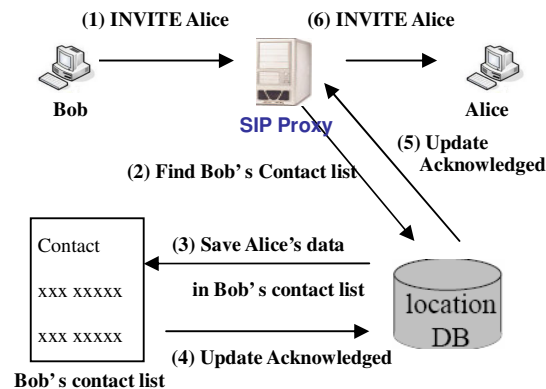 (1) INVITE Alice
(6) INVITE Alice
Bob
SIP Proxy
Alice
(5) Update
Acknowledged
(2) Find Bob's Contact list
Contact
xxx xxxxx
xxx xxxxx
(3) Save Alice's data
in Bob's contact list
location
DB
(4) Update Acknowledged
Bob's contact list